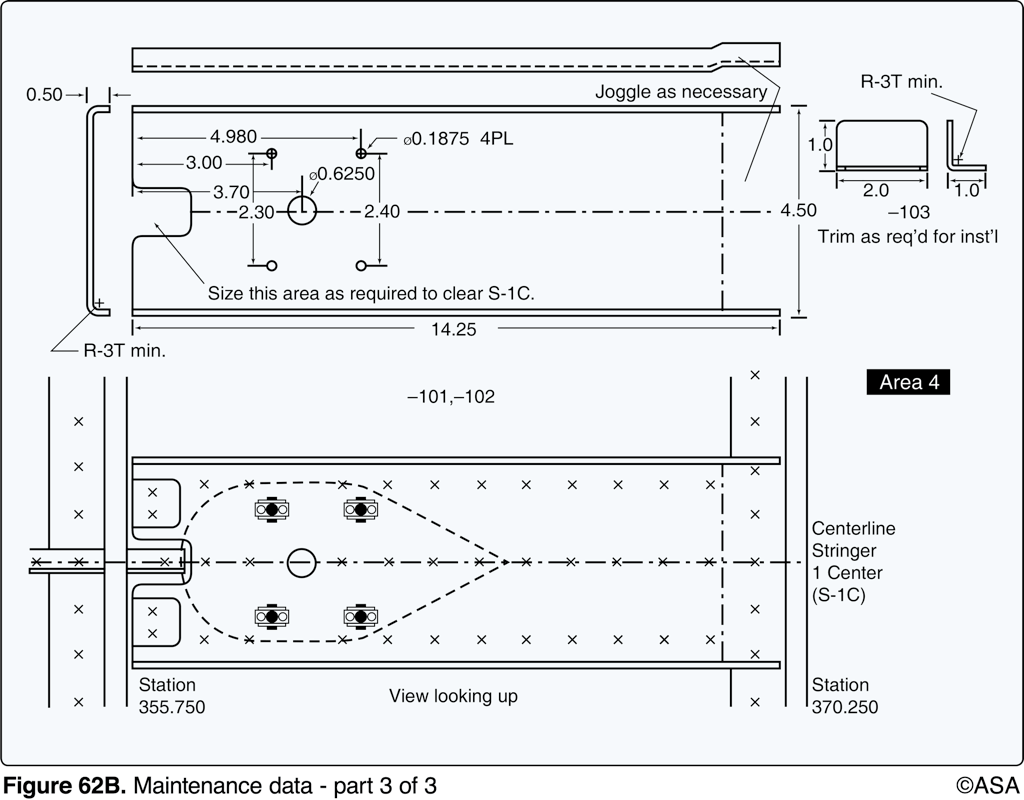 0.50
Joggle as necessary
R-3T min.
4.980
ø0.1875 4PL
3.00
ø0.6250
1.0
3.70
2.0
1.0
2.30
2.40
4.50
–103
Trim as req’d for inst’l
Size this area as required to clear S-1C.
14.25
R-3T min.
Area 4
–101,–102
Centerline
Stringer
1 Center
(S-1C)
Station
355.750
View looking up
Station
370.250
Figure 62B. Maintenance data - part 3 of 3
©ASA